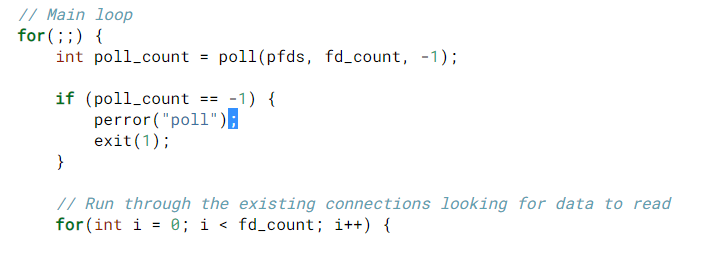 // Main loop
for(;;) {
    int poll_count = poll(pfds, fd_count, -1);

    if (poll_count == -1) {
        perror("poll");
        exit(1);
    }

    // Run through the existing connections looking for data to read
    for(int i = 0; i < fd_count; i++) {